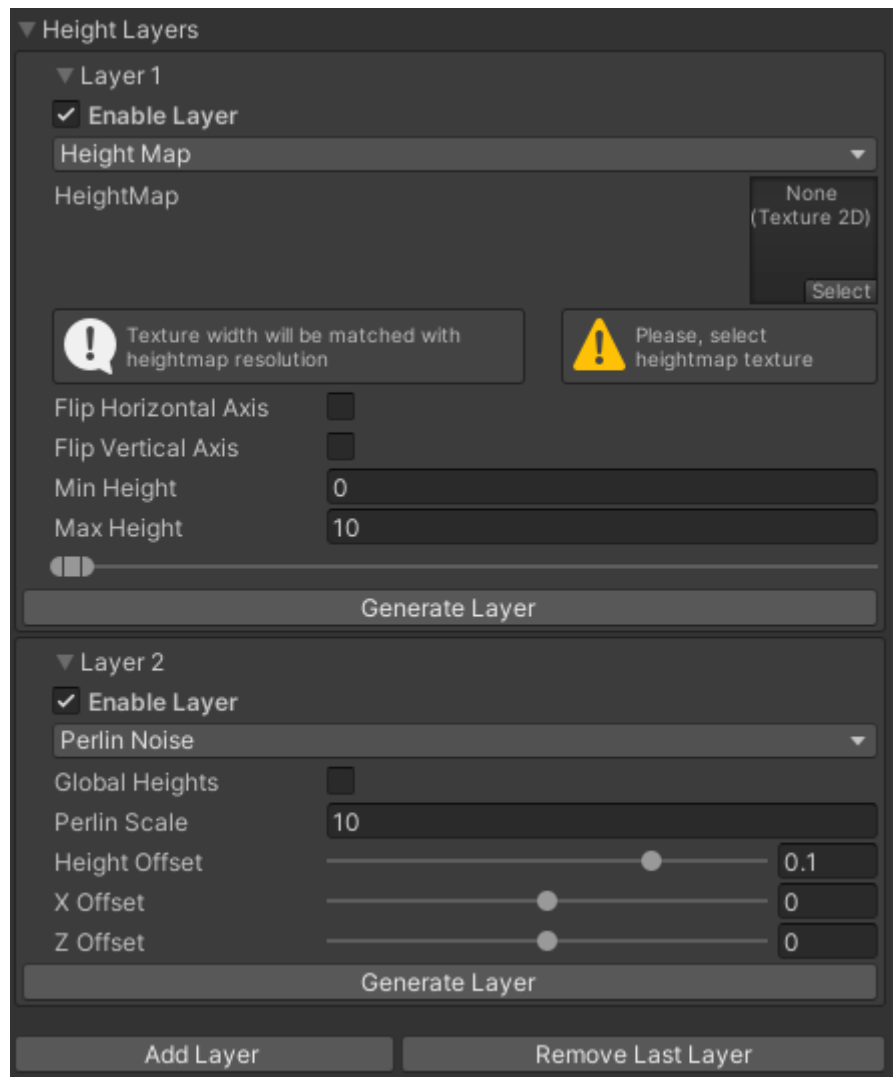 Height Layers
Layer 1
Enable Layer
Height Map
HeightMap
None
(Texture 2D)
Select
Texture width will be matched with
heightmap resolution
Please, select
heightmap texture
Flip Horizontal Axis
Flip Vertical Axis
Min Height 0
Max Height 10
Generate Layer
Layer 2
Enable Layer
Perlin Noise
Global Heights
Perlin Scale 10
Height Offset 0.1
X Offset 0
Z Offset 0
Generate Layer
Add Layer Remove Last Layer